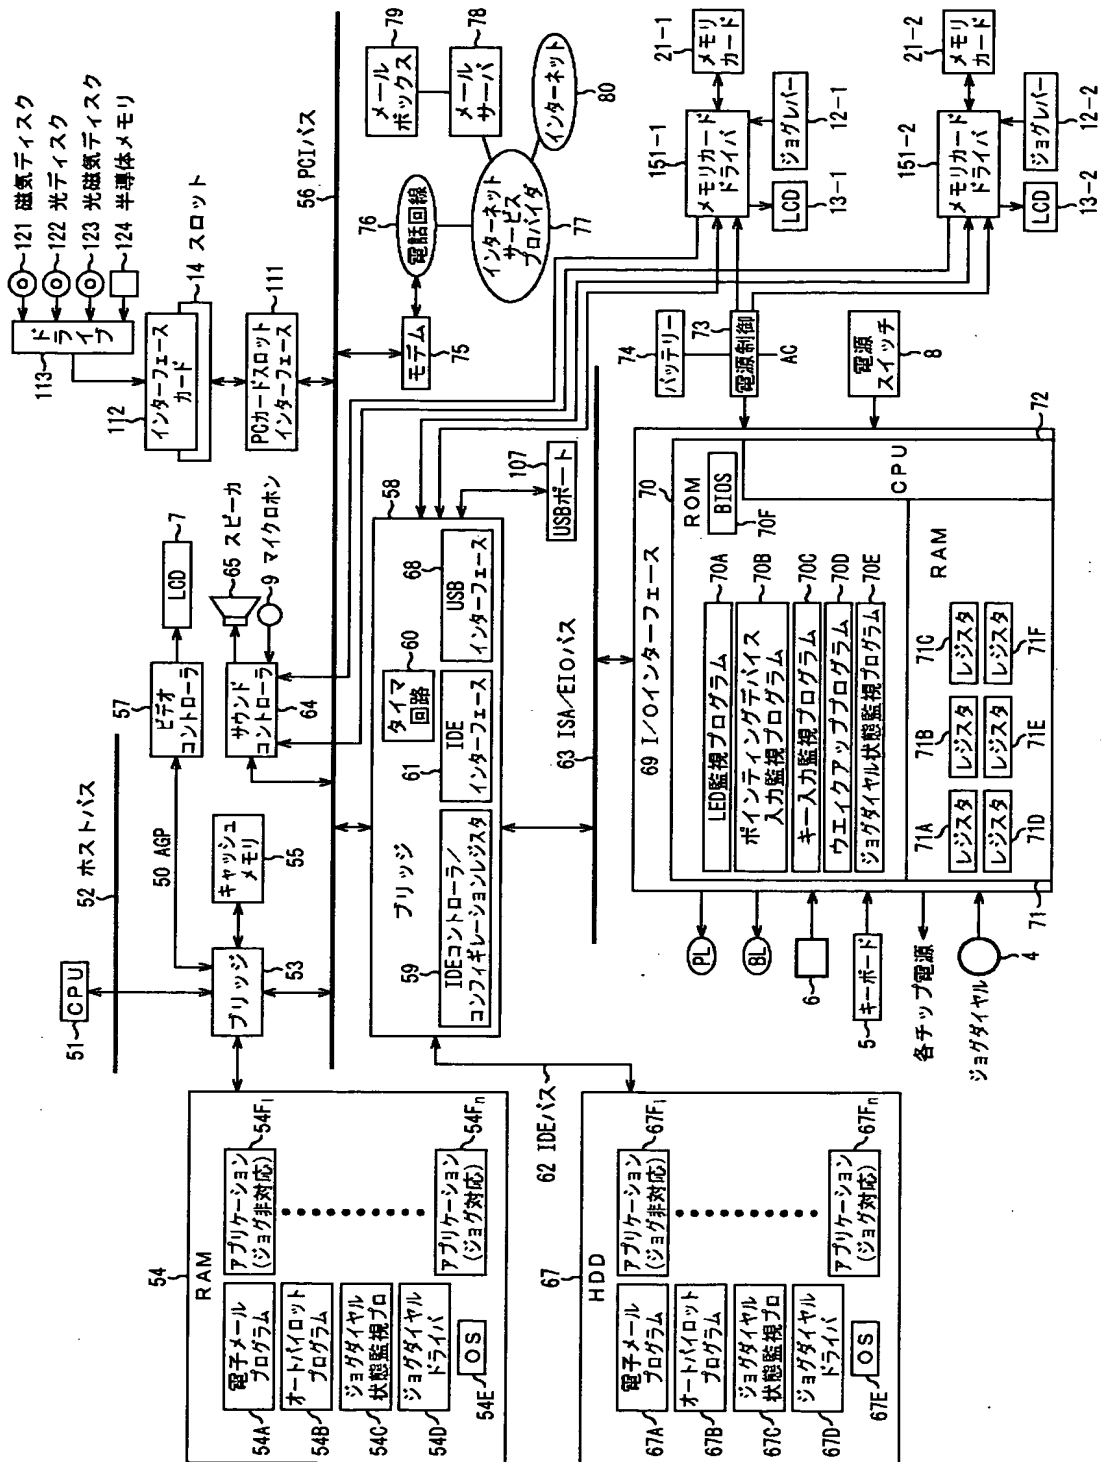 51
CPU
52 ホストバス
50 AGP
ブリッジ
53
キャッシュ
メモリ
55
57
ビデオ
コントローラ
LCD
7
サウンド
コントローラ
64
65 スピーカ
9 マイクロホン
121 磁気ディスク
122 光ディスク
123 光磁気ディスク
124 半導体メモリ
ドライブ
113
112
インターフェース
カード
14 スロット
PCカードスロット
インターフェース
111
56 PCIバス
54
RAM
54A
電子メール
プログラム
54B
オートパイロット
プログラム
54C
ジョグダイヤル
状態監視プロ
54D
ジョグダイヤル
ドライバ
OS
54E
アプリケーション
(ジョグ非対応)
54F1
アプリケーション
(ジョグ対応)
54Fn
ブリッジ
58
59
IDEコントローラ/
コンフィギレーションレジスタ
タイマ
回路
60
61
IDE
インターフェース
68
USB
インターフェース
107
USBポート
モデム
75
76
電話回線
インターネット
サービス
プロバイダ
77
メール
ボックス
79
メール
サーバ
78
インターネット
80
62 IDEバス
63 ISA/EIOバス
67
HDD
67A
電子メール
プログラム
67B
オートパイロット
プログラム
67C
ジョグダイヤル
状態監視プロ
67D
ジョグダイヤル
ドライバ
OS
67E
アプリケーション
(ジョグ非対応)
67F1
アプリケーション
(ジョグ対応)
67Fn
69 I/Oインターフェース
70
ROM
BIOS
70F
LED監視プログラム
70A
ポインティングデバイス
入力監視プログラム
70B
キー入力監視プログラム
70C
ウエイクアッププログラム
70D
ジョグダイヤル状態監視プログラム
70E
CPU
72
RAM
71
71A
レジスタ
71B
レジスタ
71C
レジスタ
レジスタ
71D
レジスタ
71E
レジスタ
71F
PL
BL
6
5
キーボード
各チップ電源
ジョグダイヤル
4
74
バッテリー
73
電源制御
AC
電源
スイッチ
8
151-1
メモリカード
ドライバ
21-1
メモリ
カード
LCD
13-1
ジョグレバー
12-1
151-2
メモリカード
ドライバ
21-2
メモリ
カード
LCD
13-2
ジョグレバー
12-2